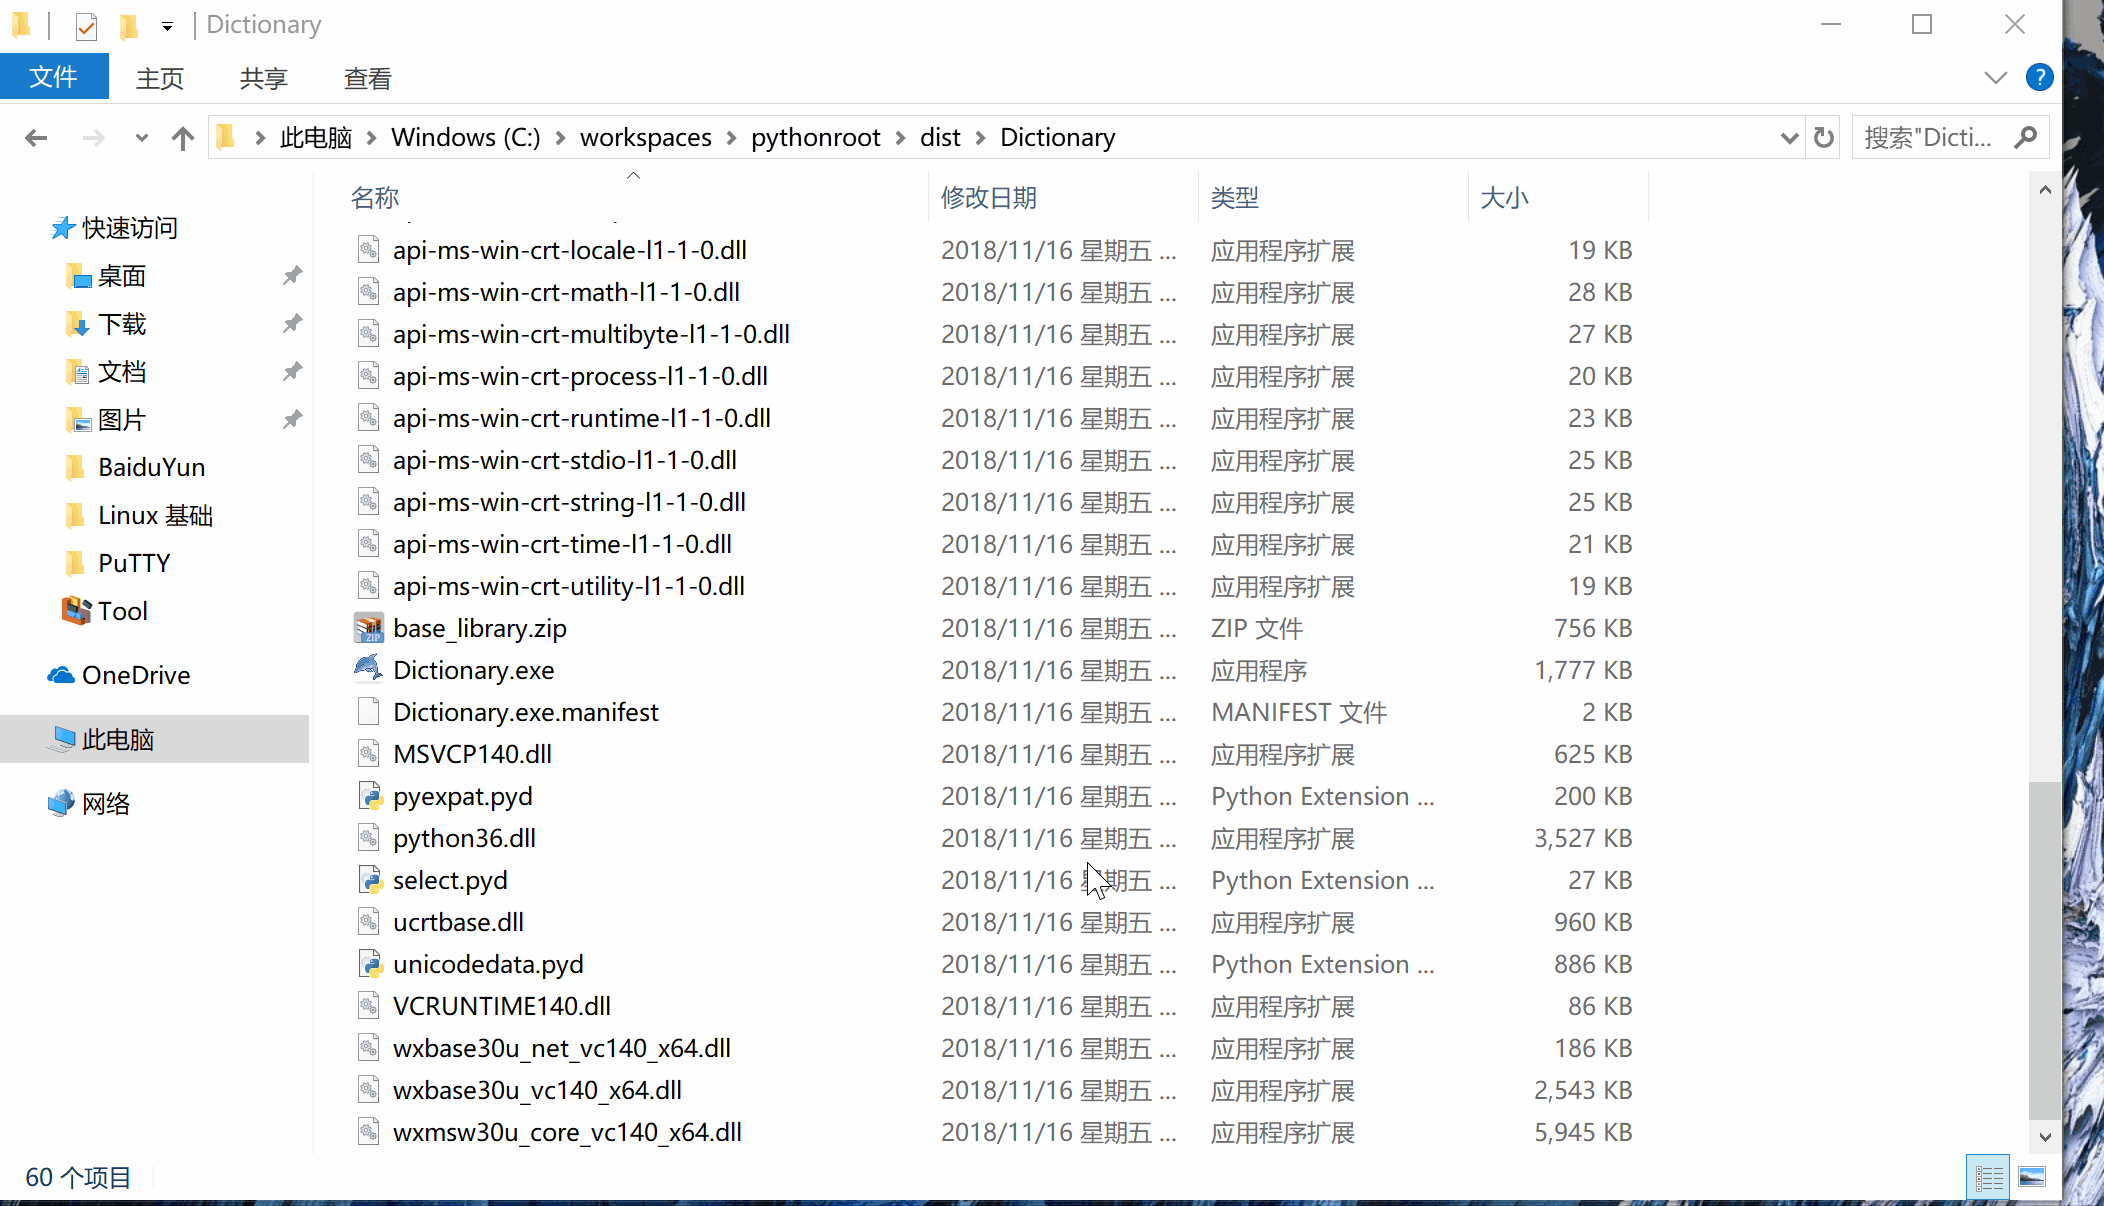 Dictionary
文件 主页 共享 查看
此电脑 Windows (C:) workspaces pythonroot dist Dictionary 搜索"Dicti...
名称 修改日期 类型 大小
快速访问
桌面
下载
文档
图片
BaiduYun
Linux 基础
PuTTY
Tool
OneDrive
此电脑
网络
api-ms-win-crt-locale-l1-1-0.dll 2018/11/16 星期五 ... 应用程序扩展 19 KB
api-ms-win-crt-math-l1-1-0.dll 2018/11/16 星期五 ... 应用程序扩展 28 KB
api-ms-win-crt-multibyte-l1-1-0.dll 2018/11/16 星期五 ... 应用程序扩展 27 KB
api-ms-win-crt-process-l1-1-0.dll 2018/11/16 星期五 ... 应用程序扩展 20 KB
api-ms-win-crt-runtime-l1-1-0.dll 2018/11/16 星期五 ... 应用程序扩展 23 KB
api-ms-win-crt-stdio-l1-1-0.dll 2018/11/16 星期五 ... 应用程序扩展 25 KB
api-ms-win-crt-string-l1-1-0.dll 2018/11/16 星期五 ... 应用程序扩展 25 KB
api-ms-win-crt-time-l1-1-0.dll 2018/11/16 星期五 ... 应用程序扩展 21 KB
api-ms-win-crt-utility-l1-1-0.dll 2018/11/16 星期五 ... 应用程序扩展 19 KB
base_library.zip 2018/11/16 星期五 ... ZIP 文件 756 KB
Dictionary.exe 2018/11/16 星期五 ... 应用程序 1,777 KB
Dictionary.exe.manifest 2018/11/16 星期五 ... MANIFEST 文件 2 KB
MSVCP140.dll 2018/11/16 星期五 ... 应用程序扩展 625 KB
pyexpat.pyd 2018/11/16 星期五 ... Python Extension ... 200 KB
python36.dll 2018/11/16 星期五 ... 应用程序扩展 3,527 KB
select.pyd 2018/11/16 星期五 ... Python Extension ... 27 KB
ucrtbase.dll 2018/11/16 星期五 ... 应用程序扩展 960 KB
unicodedata.pyd 2018/11/16 星期五 ... Python Extension ... 886 KB
VCRUNTIME140.dll 2018/11/16 星期五 ... 应用程序扩展 86 KB
wxbase30u_net_vc140_x64.dll 2018/11/16 星期五 ... 应用程序扩展 186 KB
wxbase30u_vc140_x64.dll 2018/11/16 星期五 ... 应用程序扩展 2,543 KB
wxmsw30u_core_vc140_x64.dll 2018/11/16 星期五 ... 应用程序扩展 5,945 KB
60 个项目